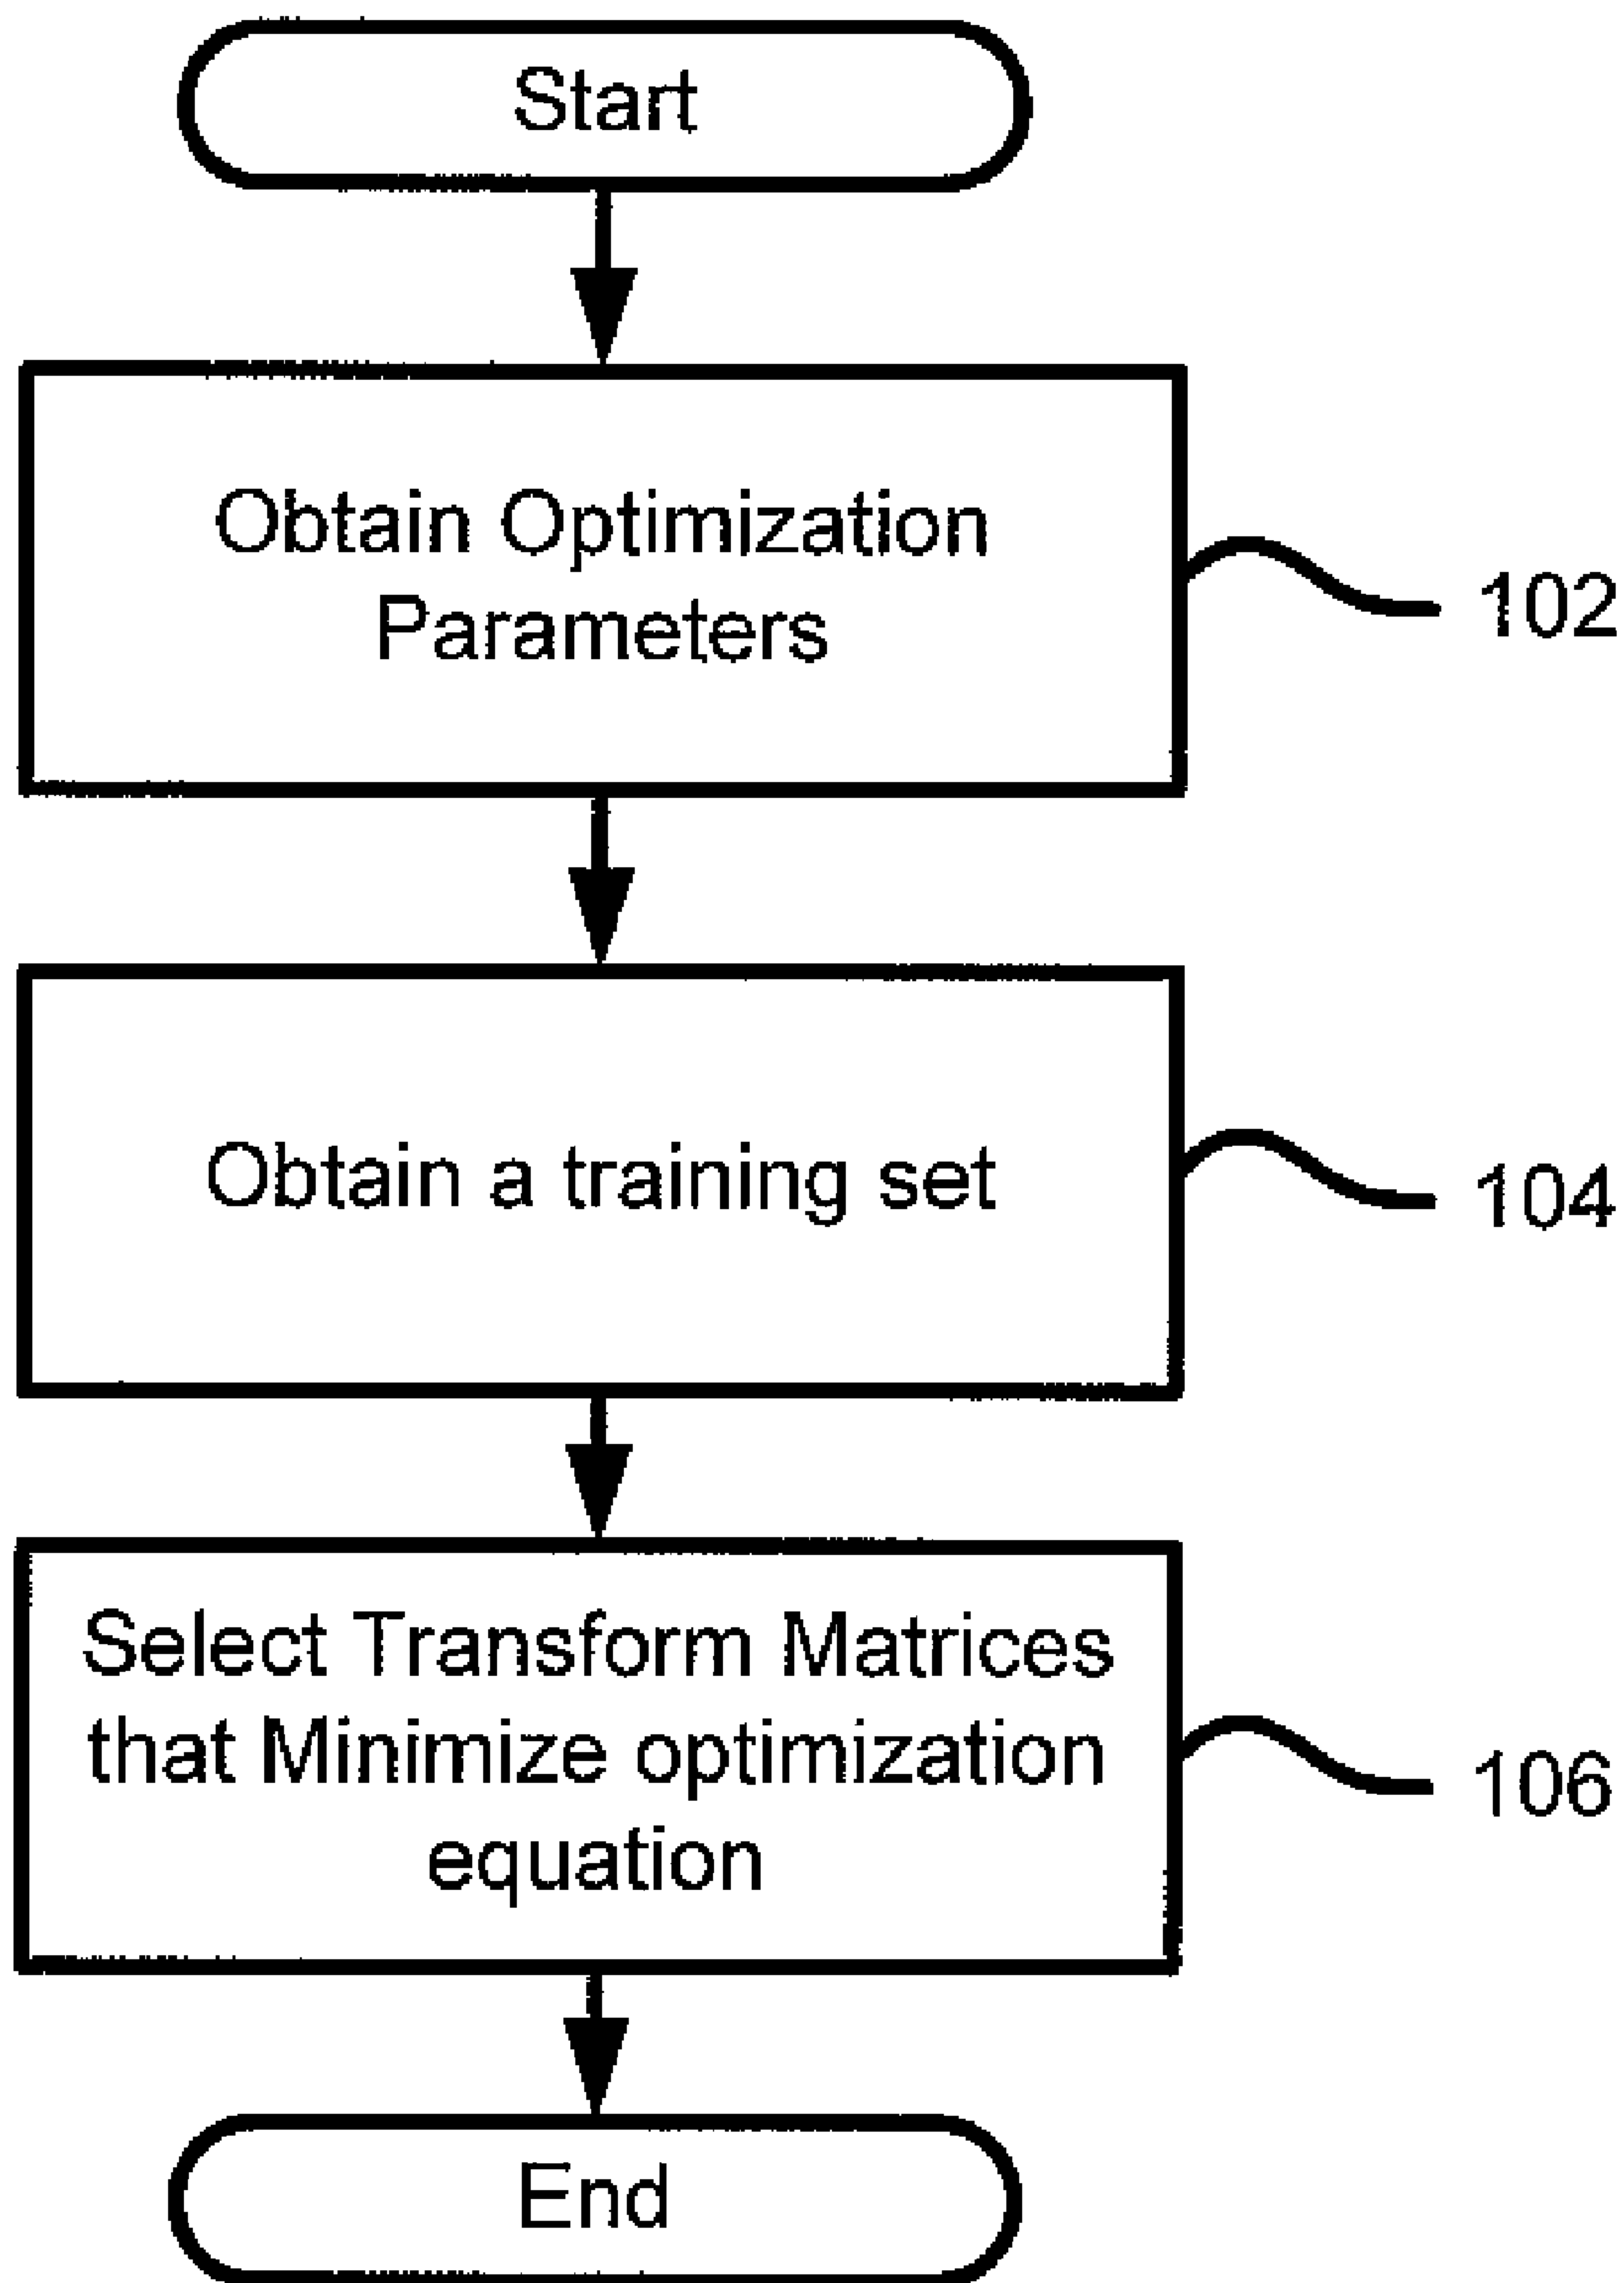 Start
Obtain Optimization
Parameters
102
Obtain a training set
104
Select Transform Matrices
that Minimize optimization
equation
106
End